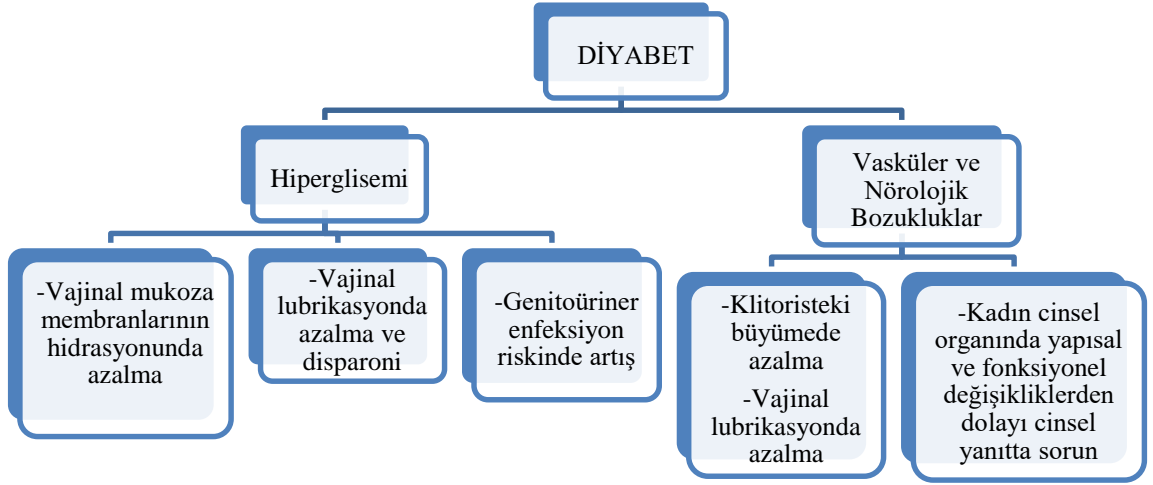 DİYABET
Hiperglisemi
Vasküler ve
Nörolojik
Bozukluklar
-Vajinal mukoza
membranlarının
hidrasyonunda
azalma
-Vajinal
lubrikasyonda
azalma ve
disparoni
-Genitoüriner
enfeksiyon
riskinde artış
-Klitoristeki
büyümede
azalma
-Vajinal
lubrikasyonda
azalma
-Kadın cinsel
organında yapısal
ve fonksiyonel
değişikliklerden
dolayı cinsel
yanıtta sorun